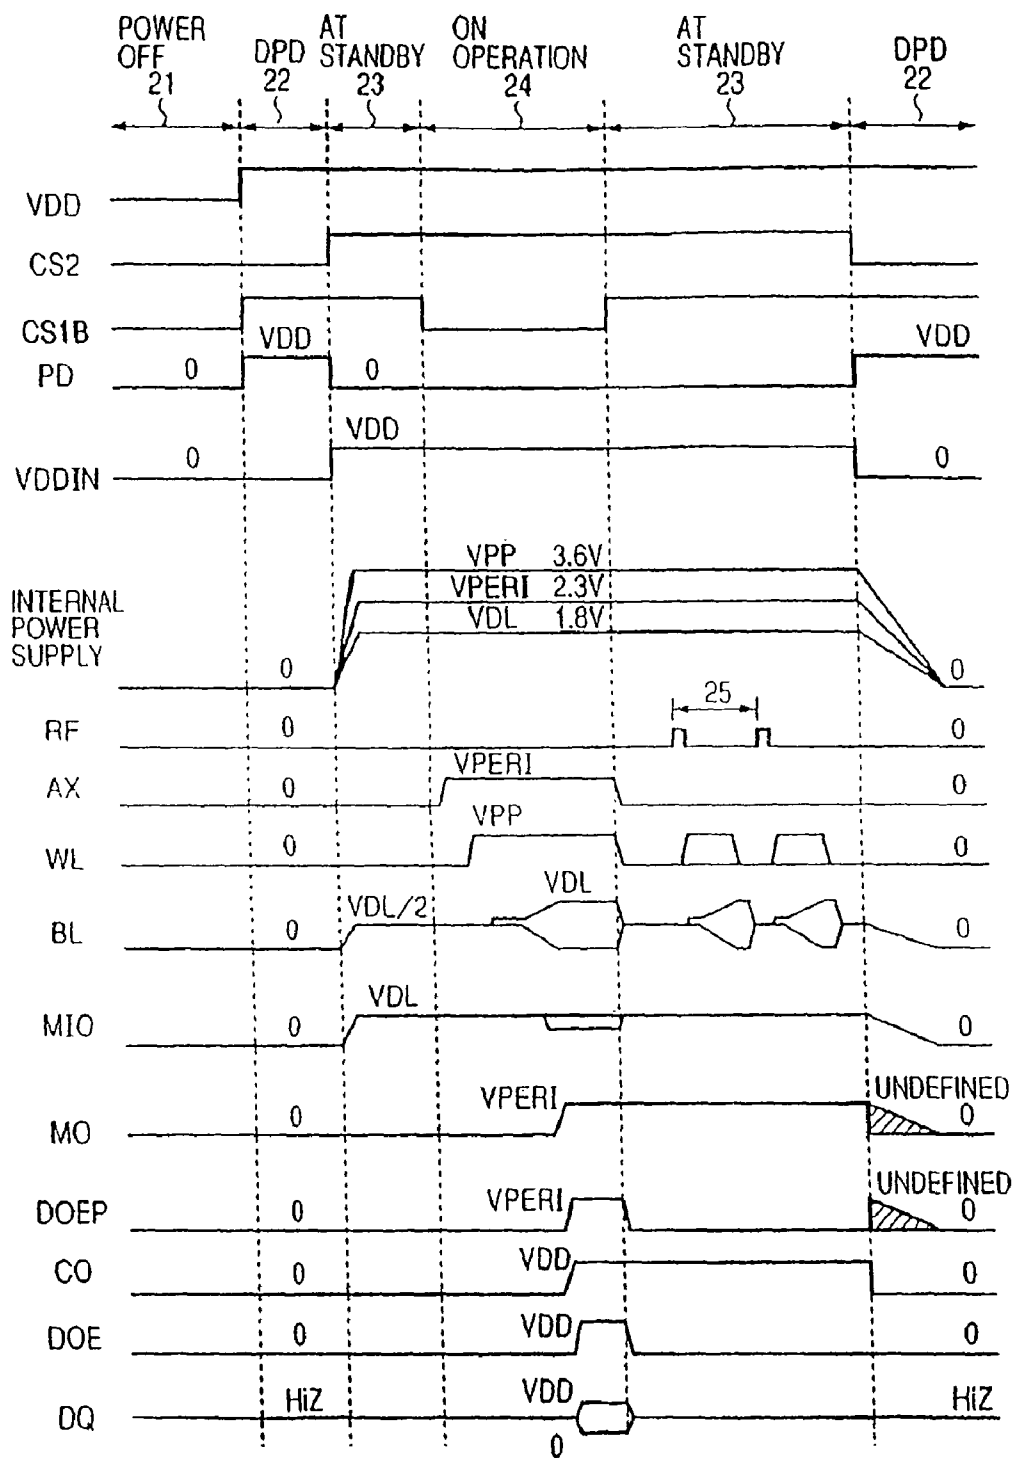 POWER OFF 21
DPD 22
AT STANDBY 23
ON OPERATION 24
AT STANDBY 23
DPD 22
VDD
CS2
CS1B
PD 0 VDD 0 VDD
VDDIN 0 VDD 0
INTERNAL POWER SUPPLY 0 VPP 3.6V
VPERI 2.3V
VDL 1.8V
0
RF 0 25 0
AX 0 VPERI 0
WL 0 VPP 0
BL 0 VDL/2 VDL 0
MIO 0 VDL 0
MO 0 VPERI UNDEFINED 0
DOEP 0 VPERI UNDEFINED 0
CO 0 VDD 0
DOE 0 VDD 0
DQ HiZ VDD 0 HiZ